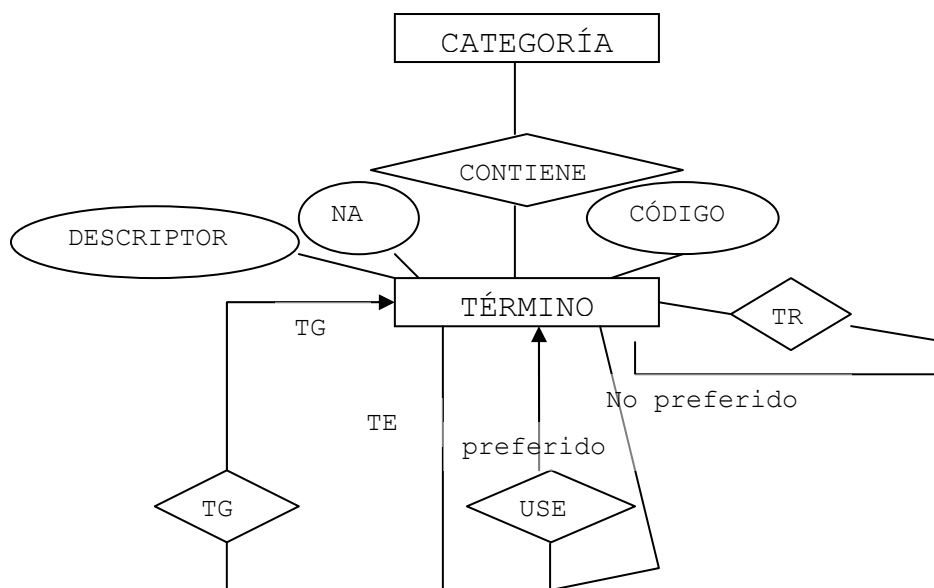 CATEGORÍA
CONTIENE
NA
CÓDIGO
DESCRIPTOR
TÉRMINO
TR
TG
No preferido
TE
preferido
TG
USE